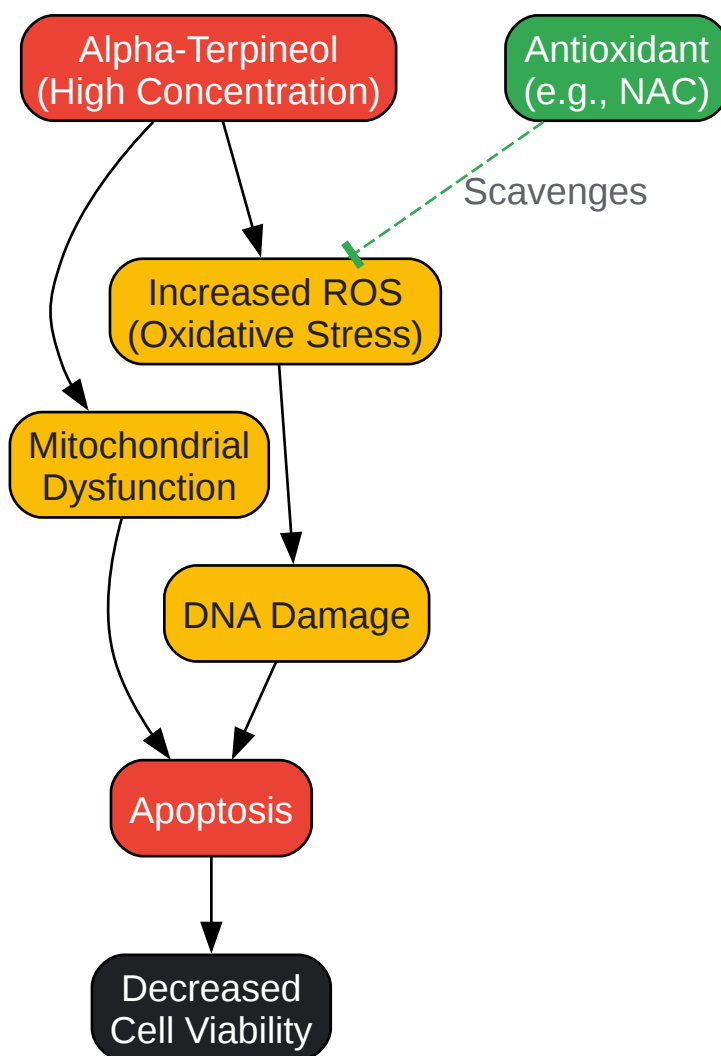 Alpha-Terpineol
(High Concentration)
Antioxidant
(e.g., NAC)
Scavenges
Increased ROS
(Oxidative Stress)
Mitochondrial
Dysfunction
DNA Damage
Apoptosis
Decreased
Cell Viability